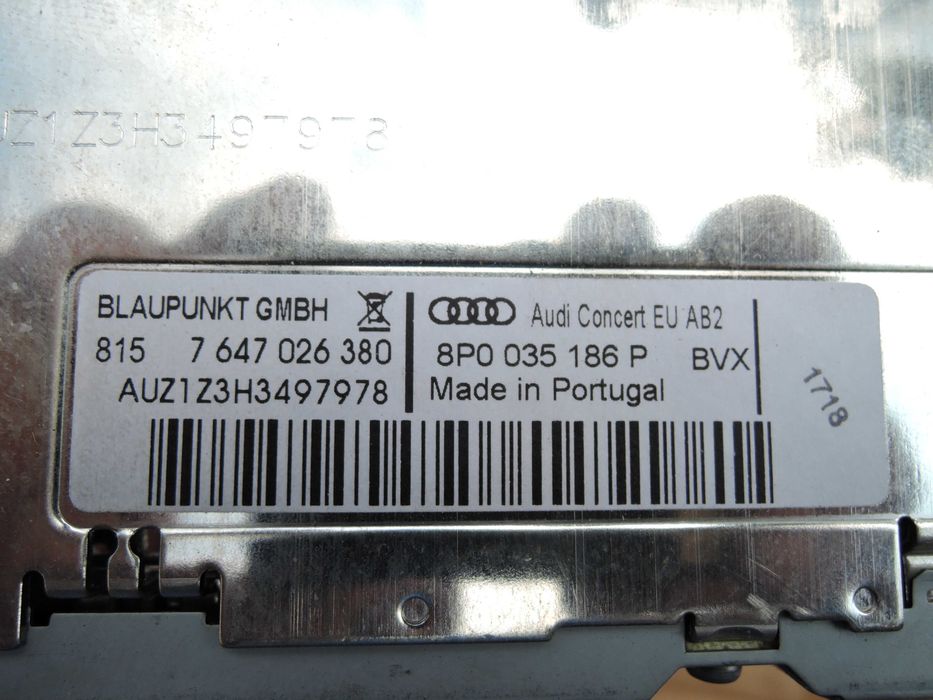 UZ1Z3H3497978
BLAUPUNKT GMBH
815 7 647 026 380
AUZ1Z3H3497978
Audi Concert EU AB2
8P0 035 186 P BVX
Made in Portugal
1718